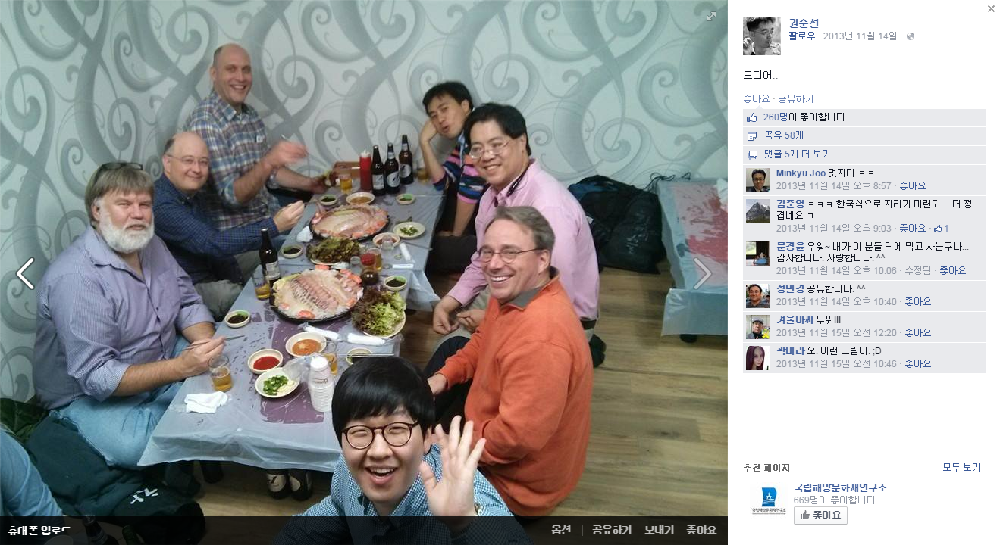 권순선
팔로우 · 2013년 11월 14일 ·
드디어..
좋아요 · 공유하기
260명이 좋아합니다.
공유 58개
댓글 5개 더 보기
Minkyu Joo 멋지다 ㅋㅋ
2013년 11월 14일 오후 8:57 · 좋아요
김준영 ㅋㅋㅋ 한국식으로 자리가 마련되니 더 정
겹네요 ㅋ
2013년 11월 14일 오후 9:03 · 좋아요 · 1
문경윤 우워~ 내가 이 분들 덕에 먹고 사는구나...
감사합니다. 사랑합니다. ^^
2013년 11월 14일 오후 10:06 · 수정됨 · 좋아요
성민경 공유합니다. ^^
2013년 11월 14일 오후 10:40 · 좋아요
겨울아찌 우워!!!
2013년 11월 15일 오전 12:20 · 좋아요
곽미라 오. 이런 그림이. ;D
2013년 11월 15일 오전 10:46 · 좋아요
추천 페이지 모두 보기
국립해양문화재연구소
669명이 좋아합니다.
국립해양문화재연구소
좋아요
휴대폰 업로드 옵션 공유하기 보내기 좋아요